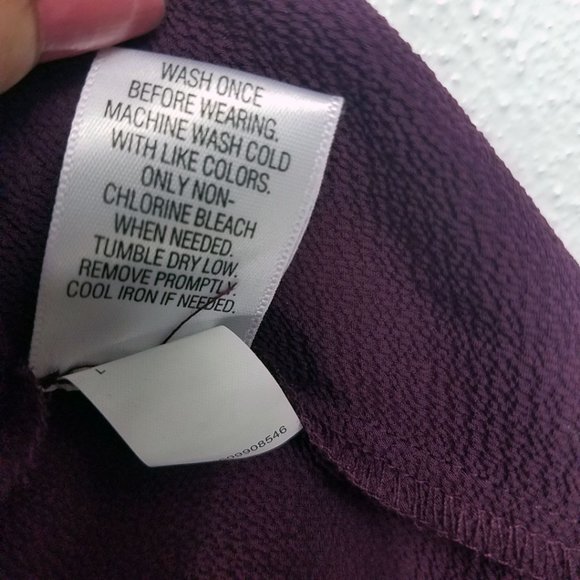 WASH ONCE
BEFORE WEARING.
MACHINE WASH COLD
WITH LIKE COLORS.
ONLY NON-
CHLORINE BLEACH
WHEN NEEDED.
TUMBLE DRY LOW.
REMOVE PROMPTLY.
COOL IRON IF NEEDED.